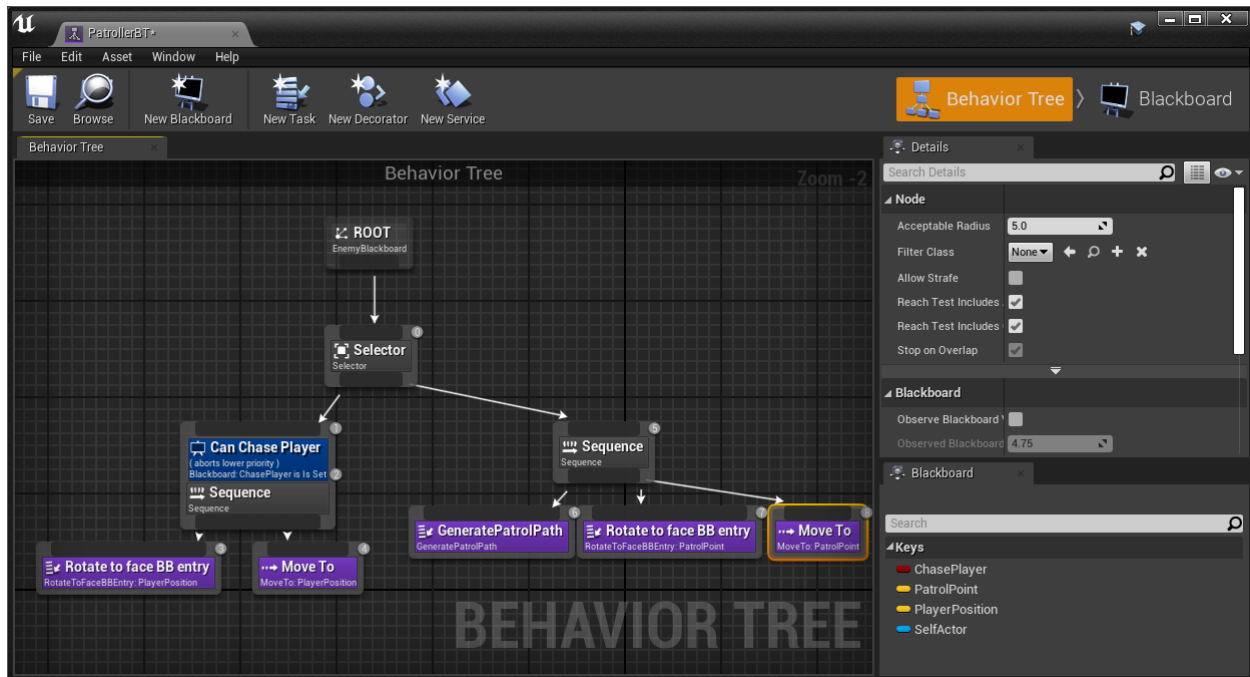 PatrollerBT*
File Edit Asset Window Help
Save Browse New Blackboard New Task New Decorator New Service
Behavior Tree Blackboard
Behavior Tree
Behavior Tree
Zoom -2
ROOT
EnemyBlackboard
0
Selector
Selector
1
Can Chase Player
( aborts lower priority )
Blackboard: ChasePlayer is Is Set
2
Sequence
Sequence
3
Rotate to face BB entry
RotateToFaceBBEntry: PlayerPosition
4
Move To
MoveTo: PlayerPosition
5
Sequence
Sequence
6
GeneratePatrolPath
GeneratePatrolPath
7
Rotate to face BB entry
RotateToFaceBBEntry: PatrolPoint
8
Move To
MoveTo: PatrolPoint
BEHAVIOR TREE
Details
Search Details
Node
Acceptable Radius 5.0
Filter Class None
Allow Strafe
Reach Test Includes
Reach Test Includes
Stop on Overlap
Blackboard
Observe Blackboard
Observed Blackboard 4.75
Blackboard
Search
Keys
ChasePlayer
PatrolPoint
PlayerPosition
SelfActor